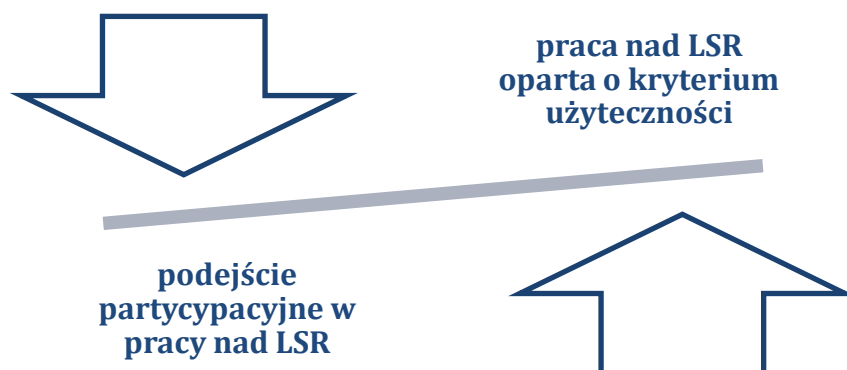 praca nad LSR
oparta o kryterium
użyteczności
podejście
partycypacyjne w
pracy nad LSR